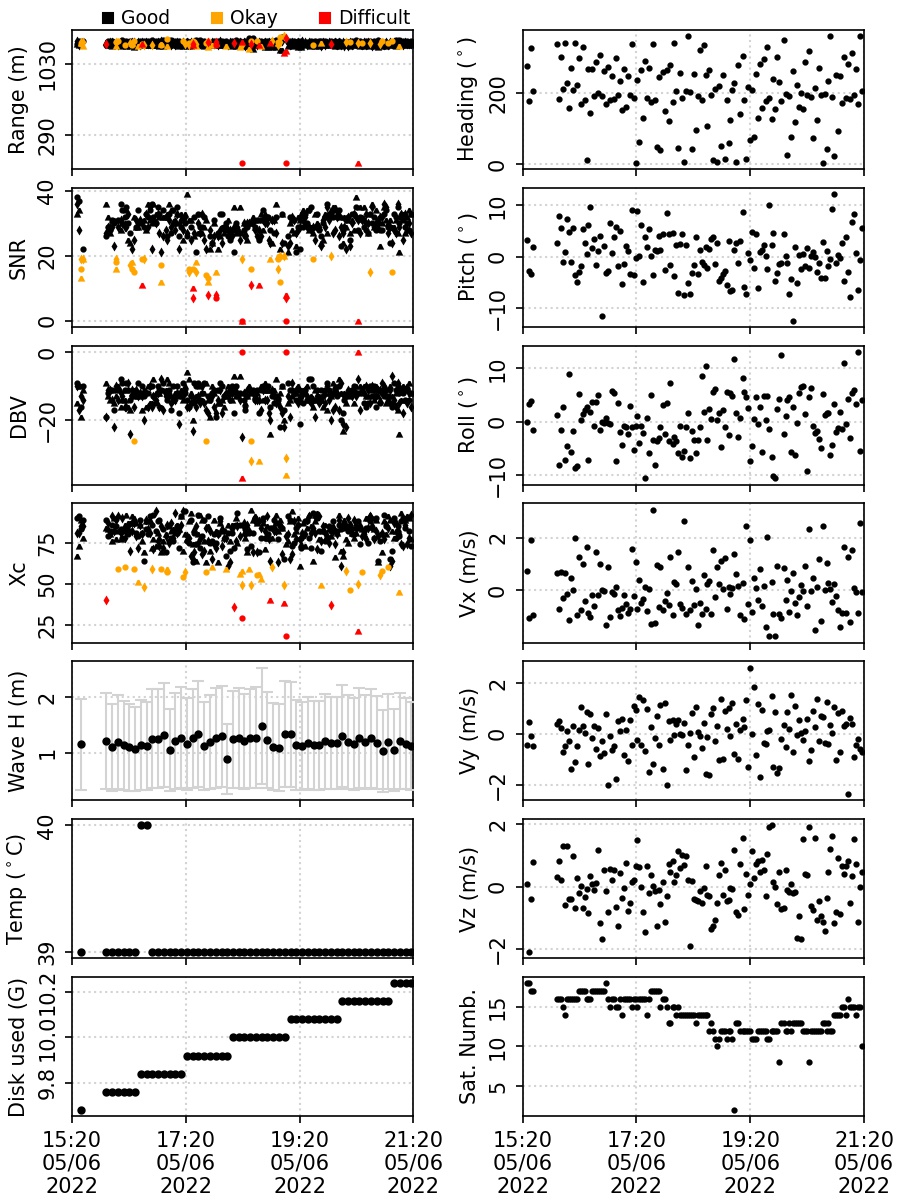 Good Okay Difficult
Range (m)
1030
290
Heading (°)
200
0
SNR
40
20
0
Pitch (°)
10
0
−10
DBV
0
−20
Roll (°)
10
0
−10
Xc
75
50
25
Vx (m/s)
2
0
Wave H (m)
2
1
Vy (m/s)
2
0
−2
Temp (°C)
40
39
Vz (m/s)
2
0
−2
Disk used (G)
10.2
10.0
9.8
Sat. Numb.
15
10
5
15:20 17:20 19:20 21:20
05/06 05/06 05/06 05/06
2022 2022 2022 2022
15:20 17:20 19:20 21:20
05/06 05/06 05/06 05/06
2022 2022 2022 2022